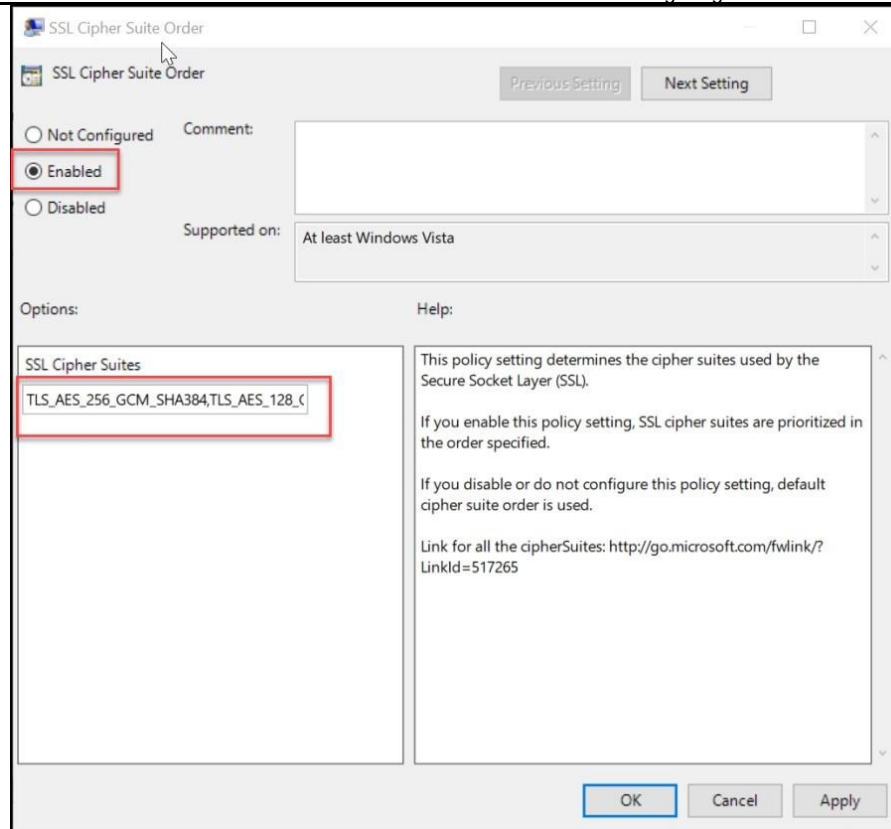 SSL Cipher Suite Order
SSL Cipher Suite Order
Previous Setting
Next Setting
Not Configured
Comment:
Enabled
Disabled
Supported on:
At least Windows Vista
Options:
Help:
SSL Cipher Suites
TLS_AES_256_GCM_SHA384,TLS_AES_128_
This policy setting determines the cipher suites used by the
Secure Socket Layer (SSL).
If you enable this policy setting, SSL cipher suites are prioritized in
the order specified.
If you disable or do not configure this policy setting, default
cipher suite order is used.
Link for all the cipherSuites: http://go.microsoft.com/fwlink/?
LinkId=517265
OK
Cancel
Apply